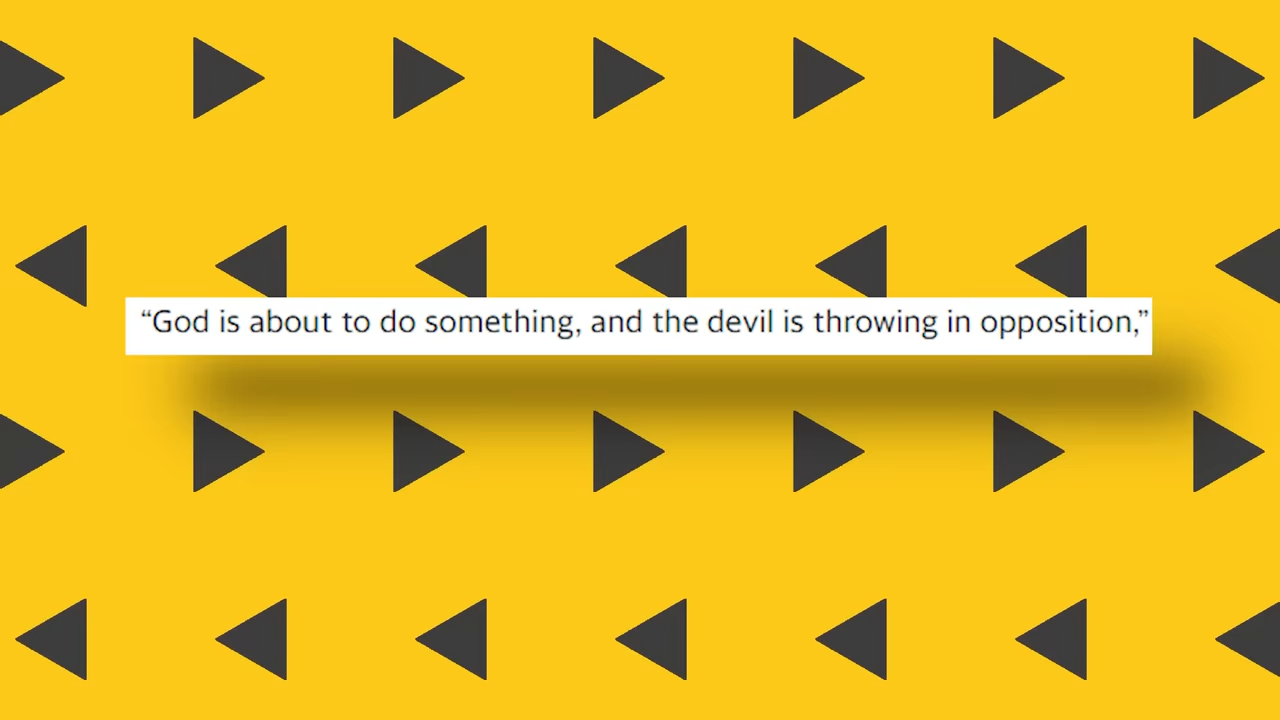 “God is about to do something, and the devil is throwing in opposition,”